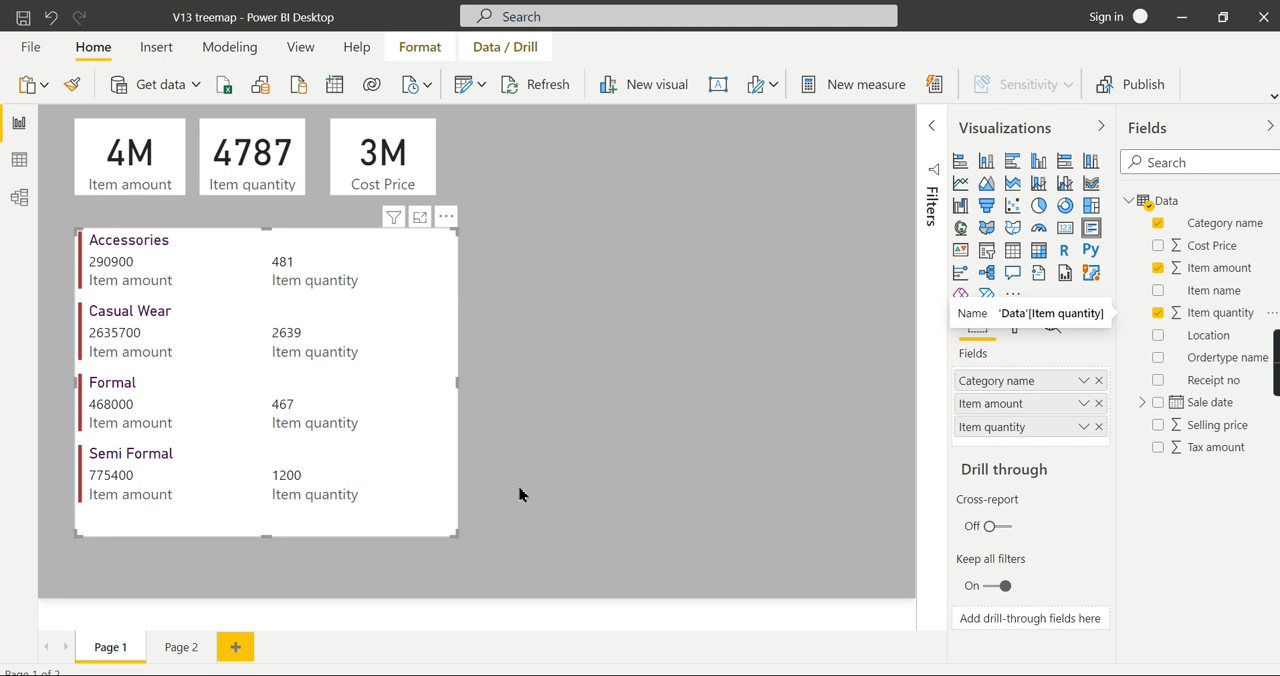 V13 treemap - Power BI Desktop
Search
Sign in
File Home Insert Modeling View Help Format Data / Drill
Get data Refresh New visual New measure Sensitivity Publish
4M
Item amount
4787
Item quantity
3M
Cost Price
Accessories
290900 481
Item amount Item quantity
Casual Wear
2635700 2639
Item amount Item quantity
Formal
468000 467
Item amount Item quantity
Semi Formal
775400 1200
Item amount Item quantity
Filters
Visualizations
R Py
Name 'Data'[Item quantity]
Fields
Category name
Item amount
Item quantity
Drill through
Cross-report
Off
Keep all filters
On
Add drill-through fields here
Fields
Search
Data
Category name
Cost Price
Item amount
Item name
Item quantity
Location
Ordertype name
Receipt no
Sale date
Selling price
Tax amount
Page 1 Page 2 +
Page 1 of 2